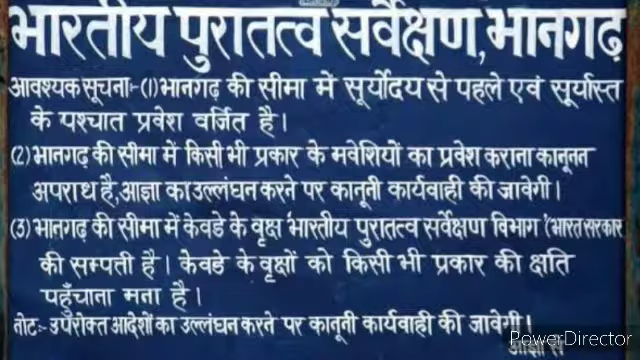 भारतीय पुरातत्व सर्वेक्षण, भानगढ़
आवश्यक सूचना:- (1) भानगढ़ की सीमा में सूर्योदय से पहले एवं सूर्यास्त
के पश्चात प्रवेश वर्जित है।
(2) भानगढ़ की सीमा में किसी भी प्रकार के मवेशियों का प्रवेश कराना कानूनन
अपराध है, आज्ञा का उल्लंघन करने पर कानूनी कार्यवाही की जावेगी।
(3) भानगढ़ की सीमा में केवडे के वृक्ष भारतीय पुरातत्व सर्वेक्षण विभाग (भारत सरकार
की सम्पती है। केवडे के वृक्षों को किसी भी प्रकार की क्षति
पहुँचाना मना है।
नोट:- उपरोक्त आदेशों का उल्लंघन करने पर कानूनी कार्यवाही की जावेगी।
आज्ञा से
PowerDirector